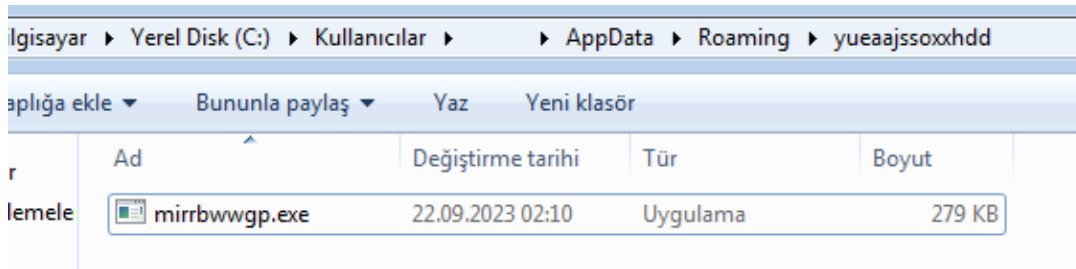 ilgisayar ▸ Yerel Disk (C:) ▸ Kullanıcılar ▸ ▸ AppData ▸ Roaming ▸ yueaajssoxxhdd
aplığa ekle ▾ Bununla paylaş ▾ Yaz Yeni klasör
r Ad Değiştirme tarihi Tür Boyut
lemele mirrbwwgp.exe 22.09.2023 02:10 Uygulama 279 KB